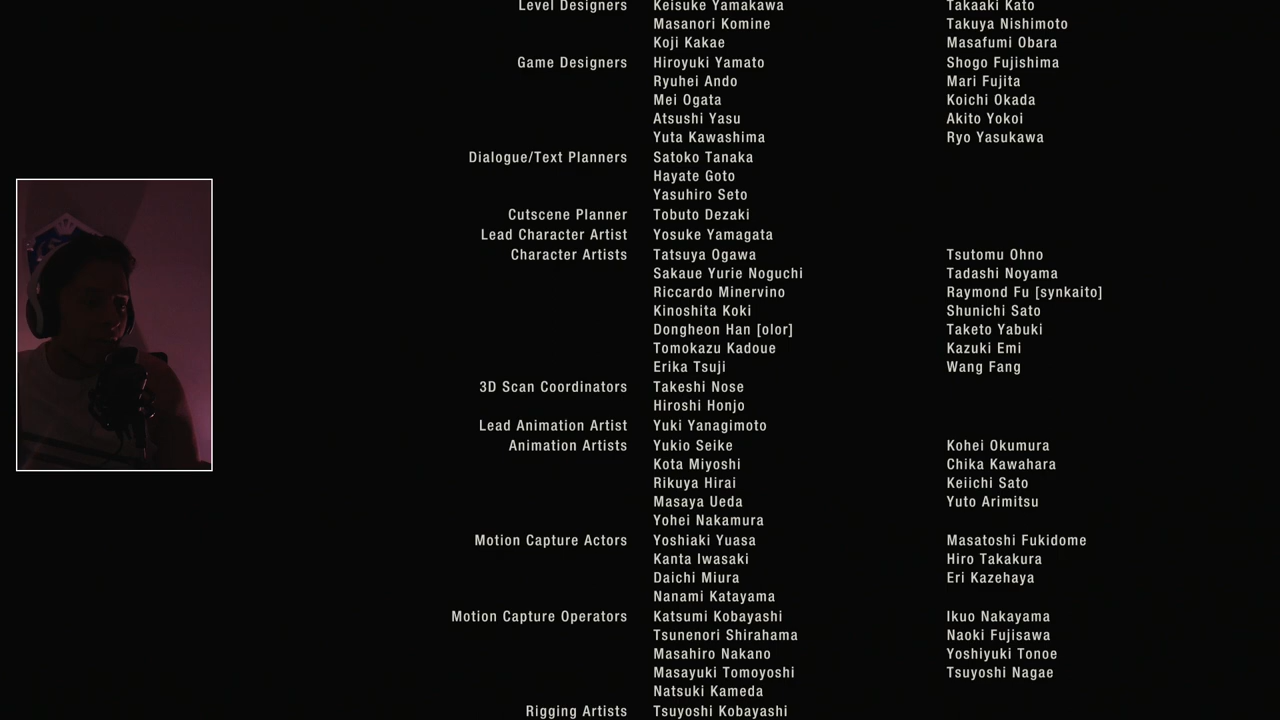 Level Designers Keisuke Yamakawa Takaaki Kato
Masanori Komine Takuya Nishimoto
Koji Kakae Masafumi Obara
Game Designers Hiroyuki Yamato Shogo Fujishima
Ryuhei Ando Mari Fujita
Mei Ogata Koichi Okada
Atsushi Yasu Akito Yokoi
Yuta Kawashima Ryo Yasukawa
Dialogue/Text Planners Satoko Tanaka
Hayate Goto
Yasuhiro Seto
Cutscene Planner Tobuto Dezaki
Lead Character Artist Yosuke Yamagata
Character Artists Tatsuya Ogawa Tsutomu Ohno
Sakaue Yurie Noguchi Tadashi Noyama
Riccardo Minervino Raymond Fu [synkaito]
Kinoshita Koki Shunichi Sato
Dongheon Han [olor] Taketo Yabuki
Tomokazu Kadoue Kazuki Emi
Erika Tsuji Wang Fang
3D Scan Coordinators Takeshi Nose
Hiroshi Honjo
Lead Animation Artist Yuki Yanagimoto
Animation Artists Yukio Seike Kohei Okumura
Kota Miyoshi Chika Kawahara
Rikuya Hirai Keiichi Sato
Masaya Ueda Yuto Arimitsu
Yohei Nakamura
Motion Capture Actors Yoshiaki Yuasa Masatoshi Fukidome
Kanta Iwasaki Hiro Takakura
Daichi Miura Eri Kazehaya
Nanami Katayama
Motion Capture Operators Katsumi Kobayashi Ikuo Nakayama
Tsunenori Shirahama Naoki Fujisawa
Masahiro Nakano Yoshiyuki Tonoe
Masayuki Tomoyoshi Tsuyoshi Nagae
Natsuki Kameda
Rigging Artists Tsuyoshi Kobayashi